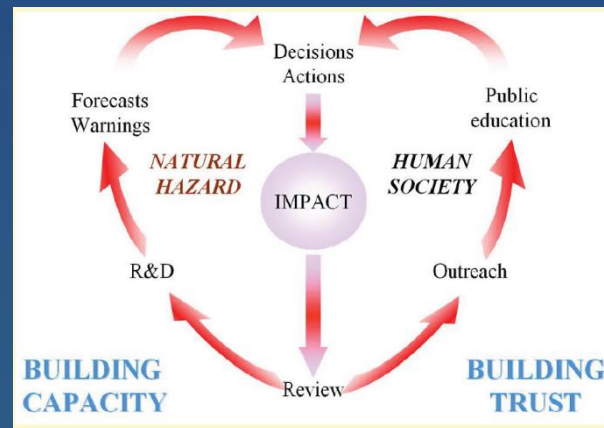 Decisions
Actions
Forecasts
Warnings
Public
education
NATURAL
HAZARD
HUMAN
SOCIETY
IMPACT
R&D
Outreach
Review
BUILDING
CAPACITY
BUILDING
TRUST